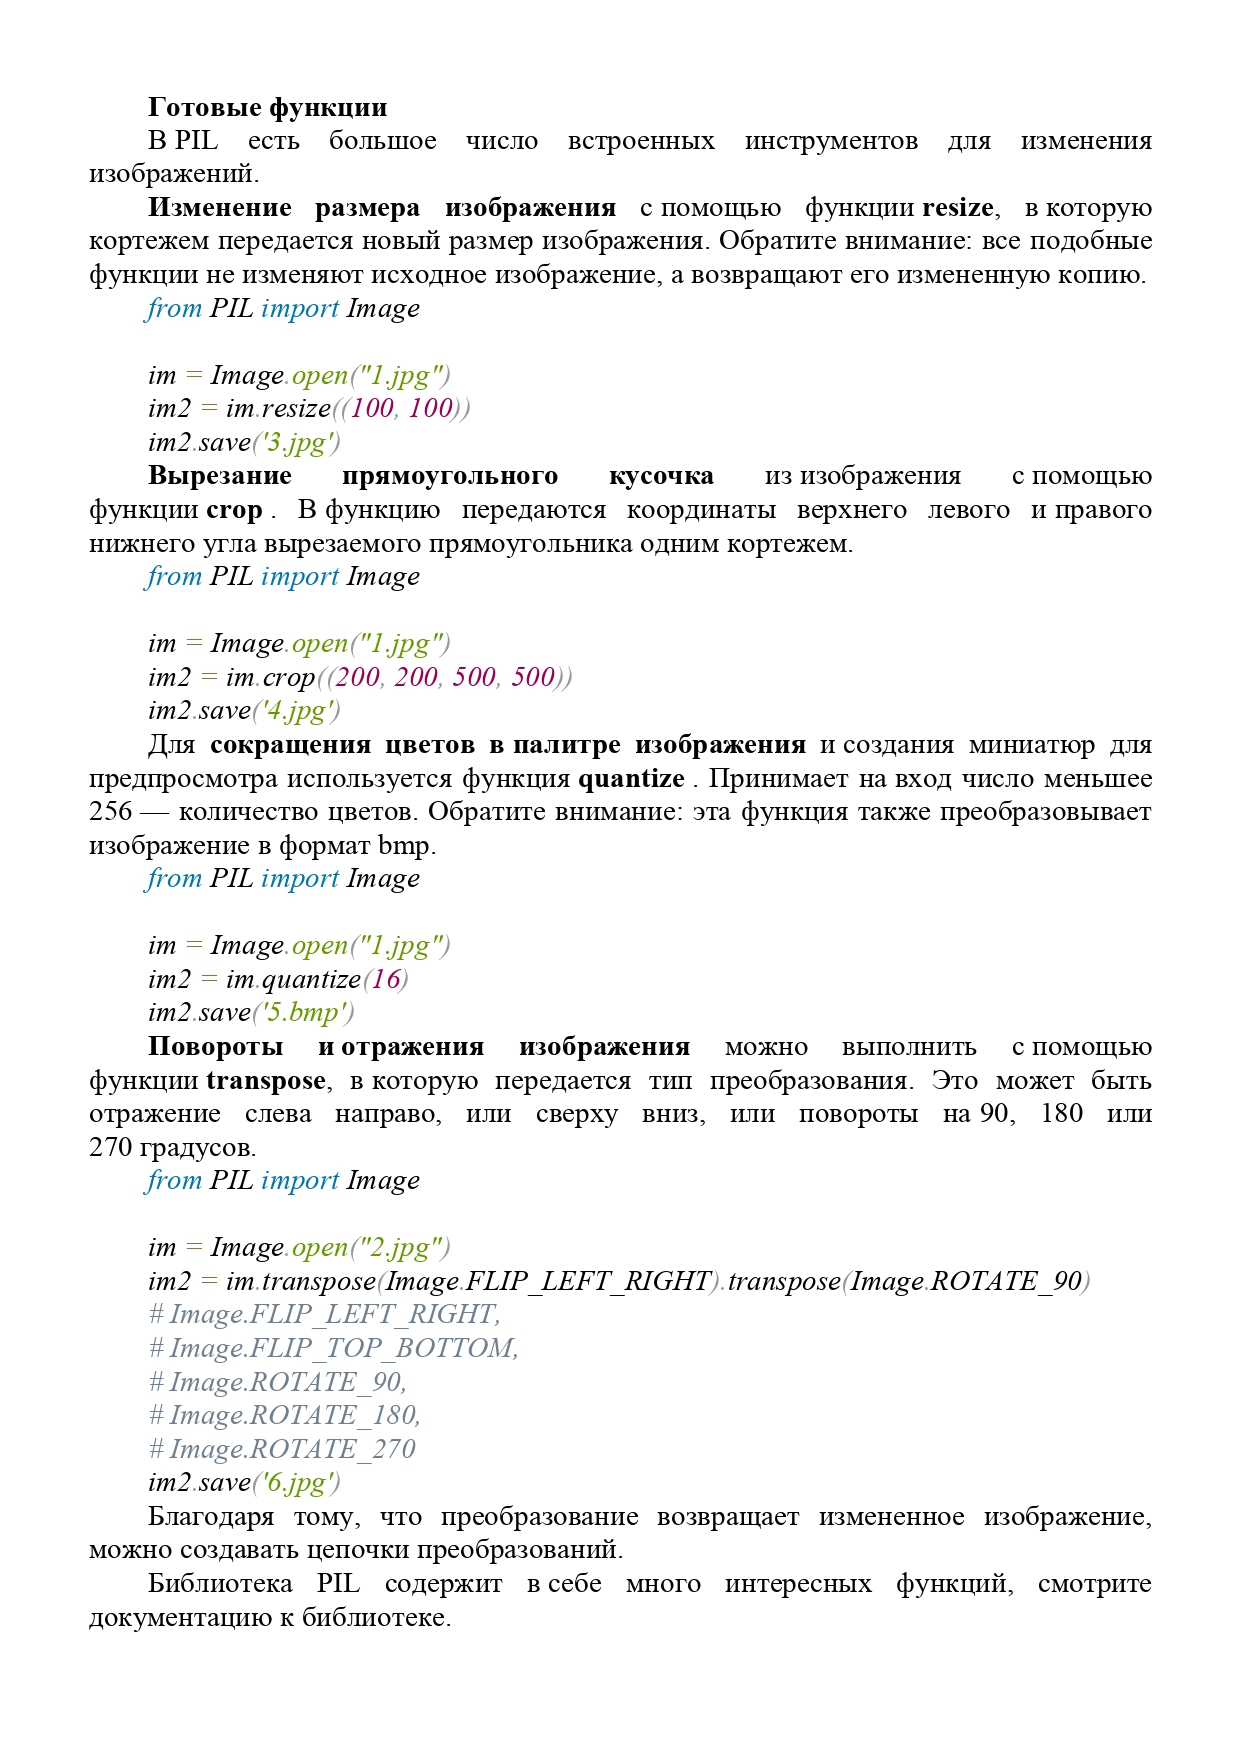 Готовые функции
В PIL есть большое число встроенных инструментов для изменения
изображений.
Изменение размера изображения с помощью функции resize, в которую
кортежем передается новый размер изображения. Обратите внимание: все подобные
функции не изменяют исходное изображение, а возвращают его измененную копию.
from PIL import Image
im = Image.open("1.jpg")
im2 = im.resize((100, 100))
im2.save('3.jpg')
Вырезание прямоугольного кусочка из изображения с помощью
функции crop . В функцию передаются координаты верхнего левого и правого
нижнего угла вырезаемого прямоугольника одним кортежем.
from PIL import Image
im = Image.open("1.jpg")
im2 = im.crop((200, 200, 500, 500))
im2.save('4.jpg')
Для сокращения цветов в палитре изображения и создания миниатюр для
предпросмотра используется функция quantize . Принимает на вход число меньшее
256 — количество цветов. Обратите внимание: эта функция также преобразовывает
изображение в формат bmp.
from PIL import Image
im = Image.open("1.jpg")
im2 = im.quantize(16)
im2.save('5.bmp')
Повороты и отражения изображения можно выполнить с помощью
функции transpose, в которую передается тип преобразования. Это может быть
отражение слева направо, или сверху вниз, или повороты на 90, 180 или
270 градусов.
from PIL import Image
im = Image.open("2.jpg")
im2 = im.transpose(Image.FLIP_LEFT_RIGHT).transpose(Image.ROTATE_90)
# Image.FLIP_LEFT_RIGHT,
# Image.FLIP_TOP_BOTTOM,
# Image.ROTATE_90,
# Image.ROTATE_180,
# Image.ROTATE_270
im2.save('6.jpg')
Благодаря тому, что преобразование возвращает измененное изображение,
можно создавать цепочки преобразований.
Библиотека PIL содержит в себе много интересных функций, смотрите
документацию к библиотеке.